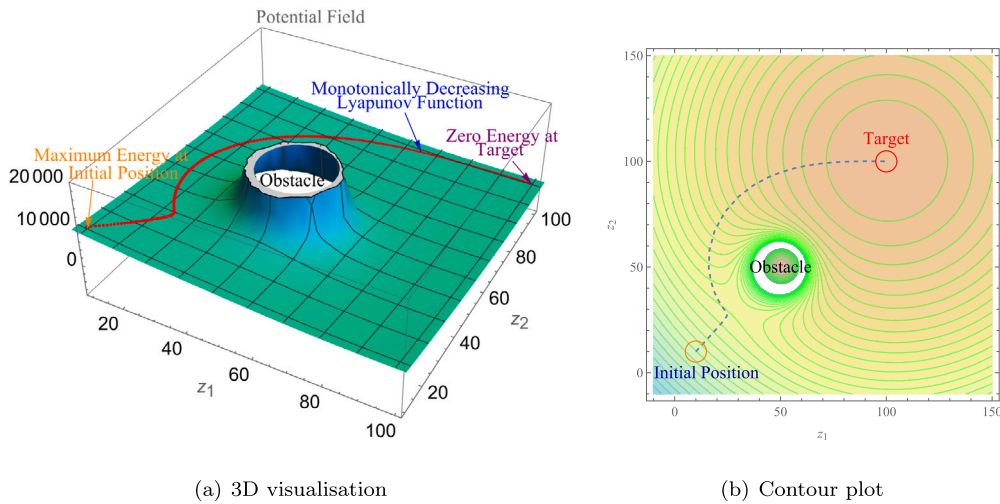 Potential Field
Monotonically Decreasing
Lyapunov Function
Zero Energy at
Target
Maximum Energy at
Initial Position
Obstacle
20 000
10 000
0
20
40
60
80
100
z1
20
40
60
80
100
z2
(a) 3D visualisation
150
100
50
0
z2
Target
Obstacle
Initial Position
0
50
100
150
z1
(b) Contour plot